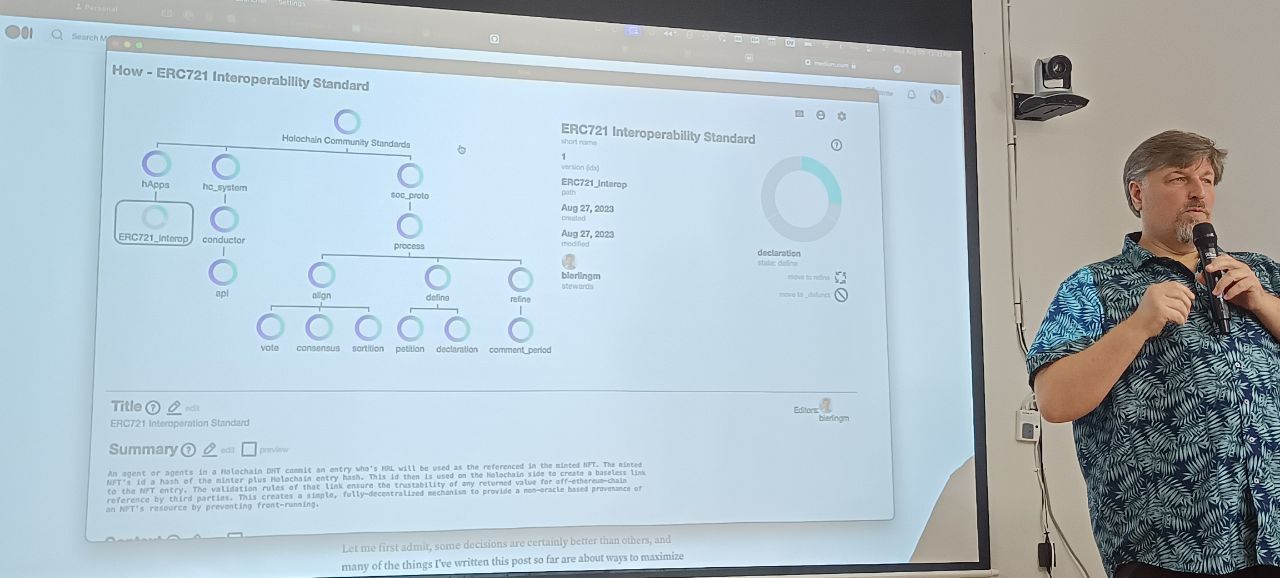 Personal
Settings
Search M
medium.com
How - ERC721 Interoperability Standard
Holochain Community Standards
hApps
hc_system
soc_proto
ERC721_Interop
conductor
process
api
align
define
refine
vote
consensus
sortition
petition
declaration
comment_period
ERC721 Interoperability Standard
short name
1
version (idx)
ERC721_Interop
path
Aug 27, 2023
created
Aug 27, 2023
modified
bierlingm
stewards
declaration
state: define
move to refine
move to _defunct
Title ? edit
ERC721 Interoperation Standard
Editors: bierlingm
Summary ? edit preview
An agent or agents in a Holochain DHT commit an entry who's HRL will be used as the referenced in the minted NFT. The minted
NFT's id a hash of the minter plus Holochain entry hash. This id then is used on the Holochain side to create a baseless link
to the NFT entry. The validation rules of that link ensure the trustability of any returned value for off-ethereum-chain
reference by third parties. This creates a simple, fully-decentralized mechanism to provide a non-oracle based provenance of
an NFT's resource by preventing front-running.
Let me first admit, some decisions are certainly better than others, and
many of the things I've written this post so far are about ways to maximize